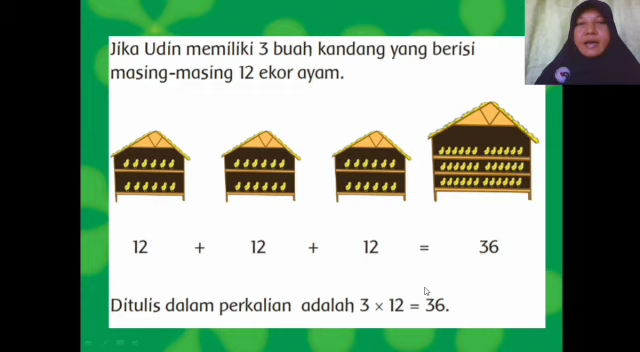 Jika Udin memiliki 3 buah kandang yang berisi
masing-masing 12 ekor ayam.
12 + 12 + 12 = 36
Ditulis dalam perkalian adalah 3 × 12 = 36.